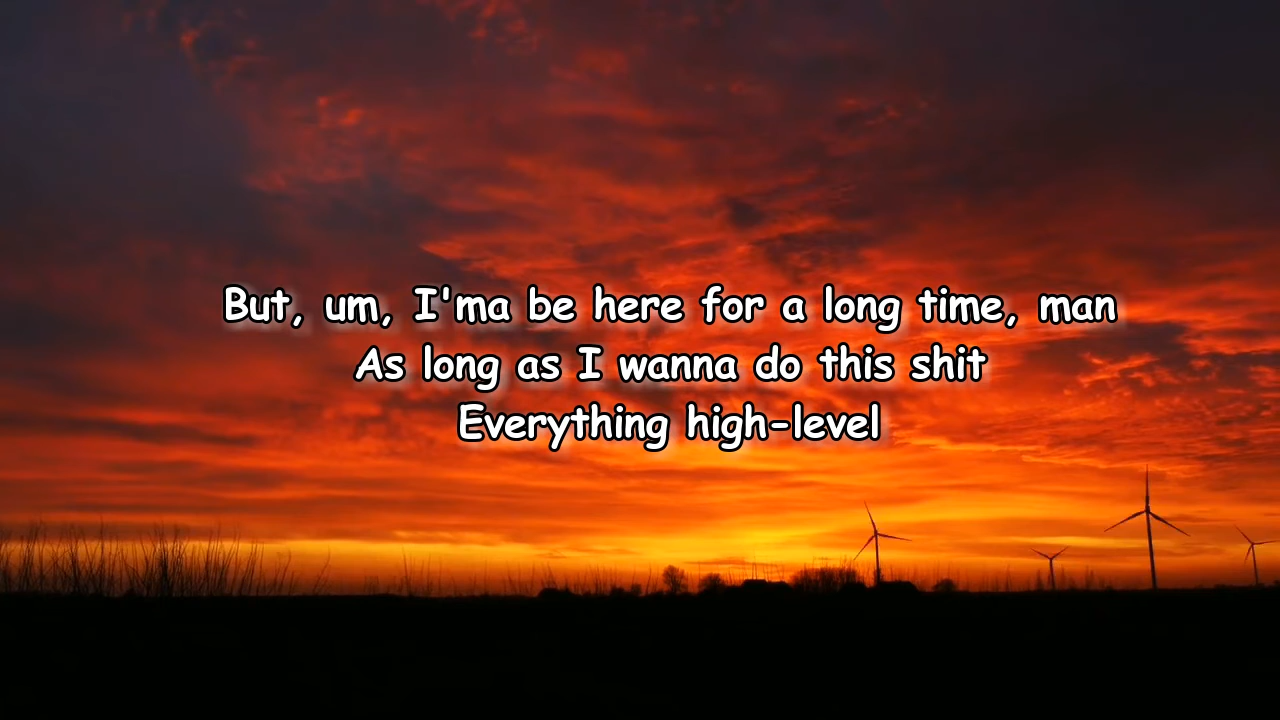 But, um, I'ma be here for a long time, man
As long as I wanna do this shit
Everything high-level